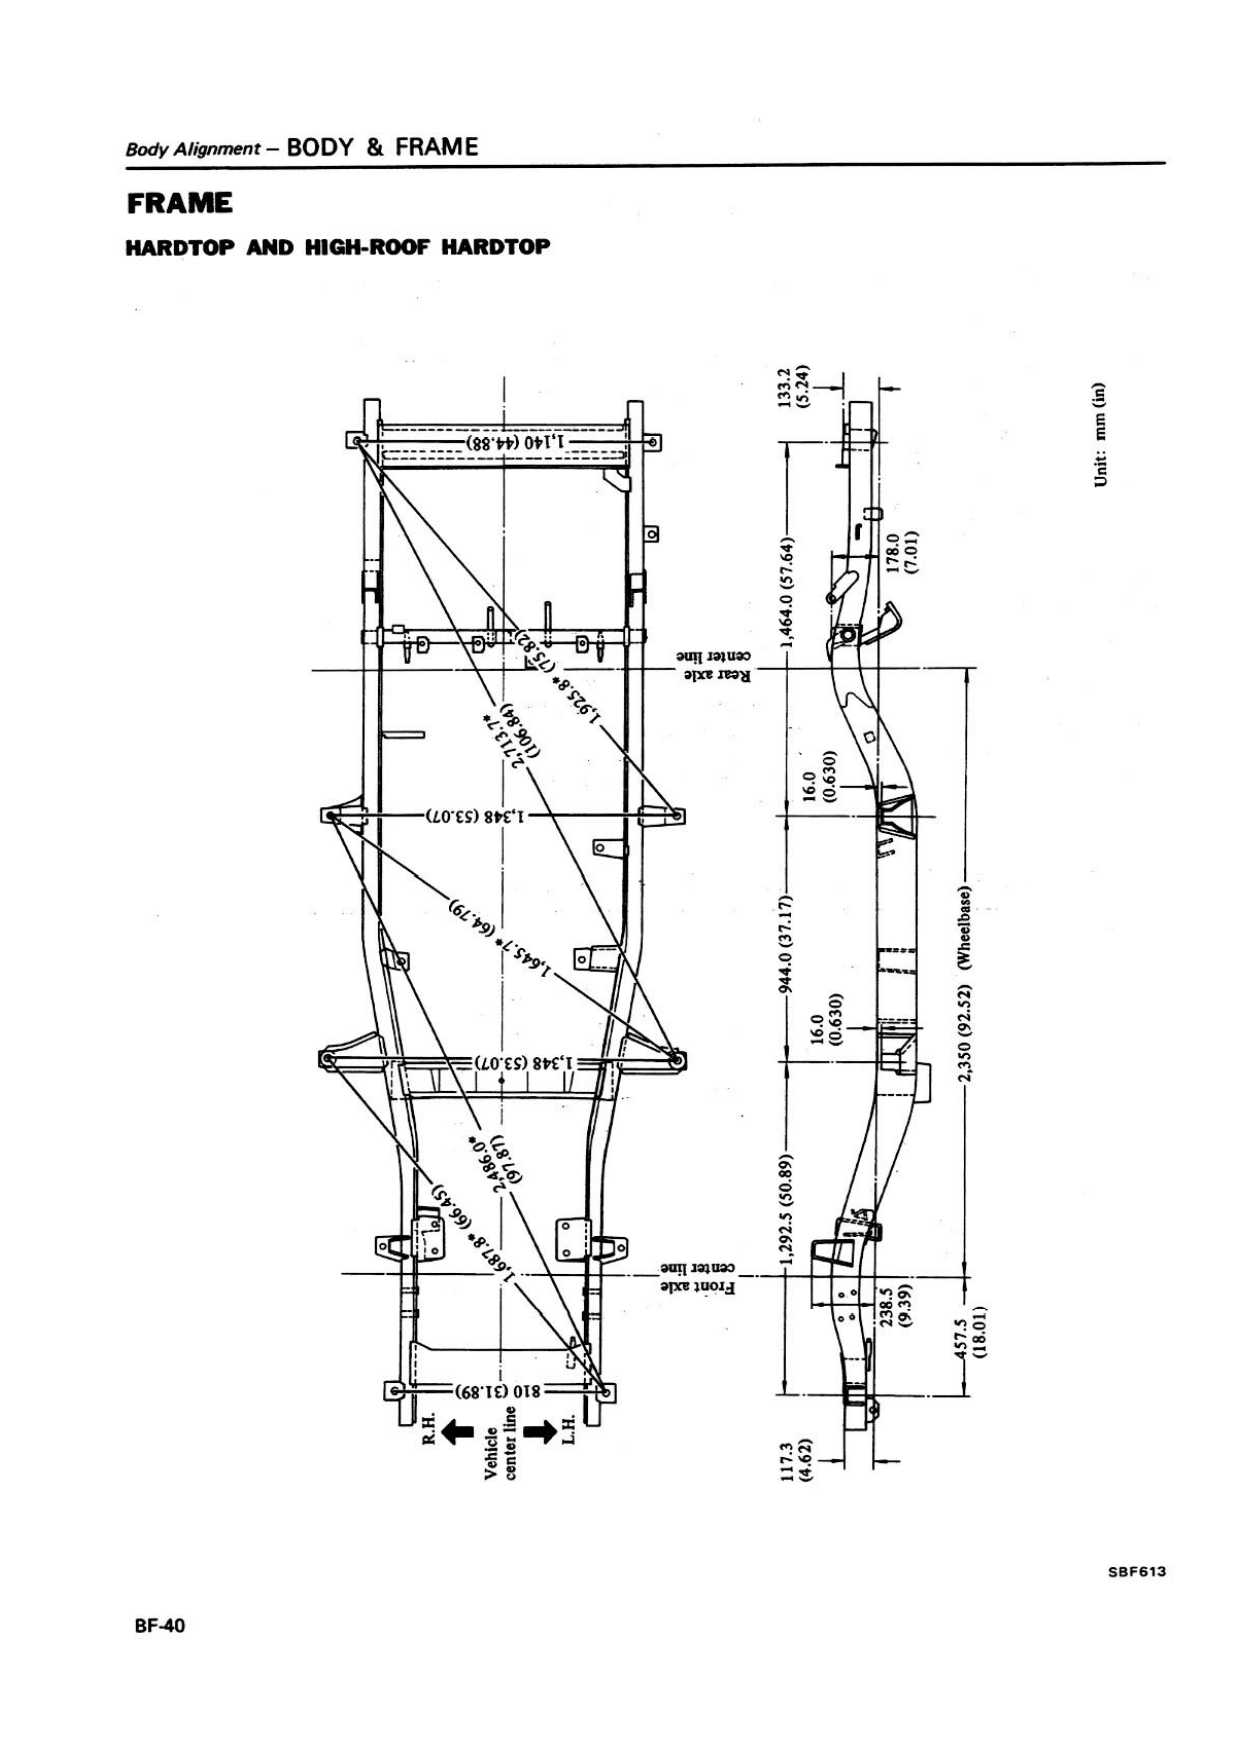 Body Alignment – BODY & FRAME
FRAME
HARDTOP AND HIGH-ROOF HARDTOP
Unit: mm (in)
133.2
(5.24)
1,140 (44.88)
1,464.0 (57.64)
178.0
(7.01)
Rear axle
center line
1,925.8* (75.82)
2,713.7*
(106.84)
16.0
(0.630)
1,348 (53.07)
944.0 (37.17)
1,645.7* (64.79)
2,350 (92.52) (Wheelbase)
16.0
(0.630)
1,348 (53.07)
2,486.0*
(97.87)
1,292.5 (50.89)
1,687.8* (66.45)
Front axle
center line
238.5
(9.39)
457.5
(18.01)
810 (31.89)
R.H.
Vehicle
center line
L.H.
117.3
(4.62)
SBF613
BF-40